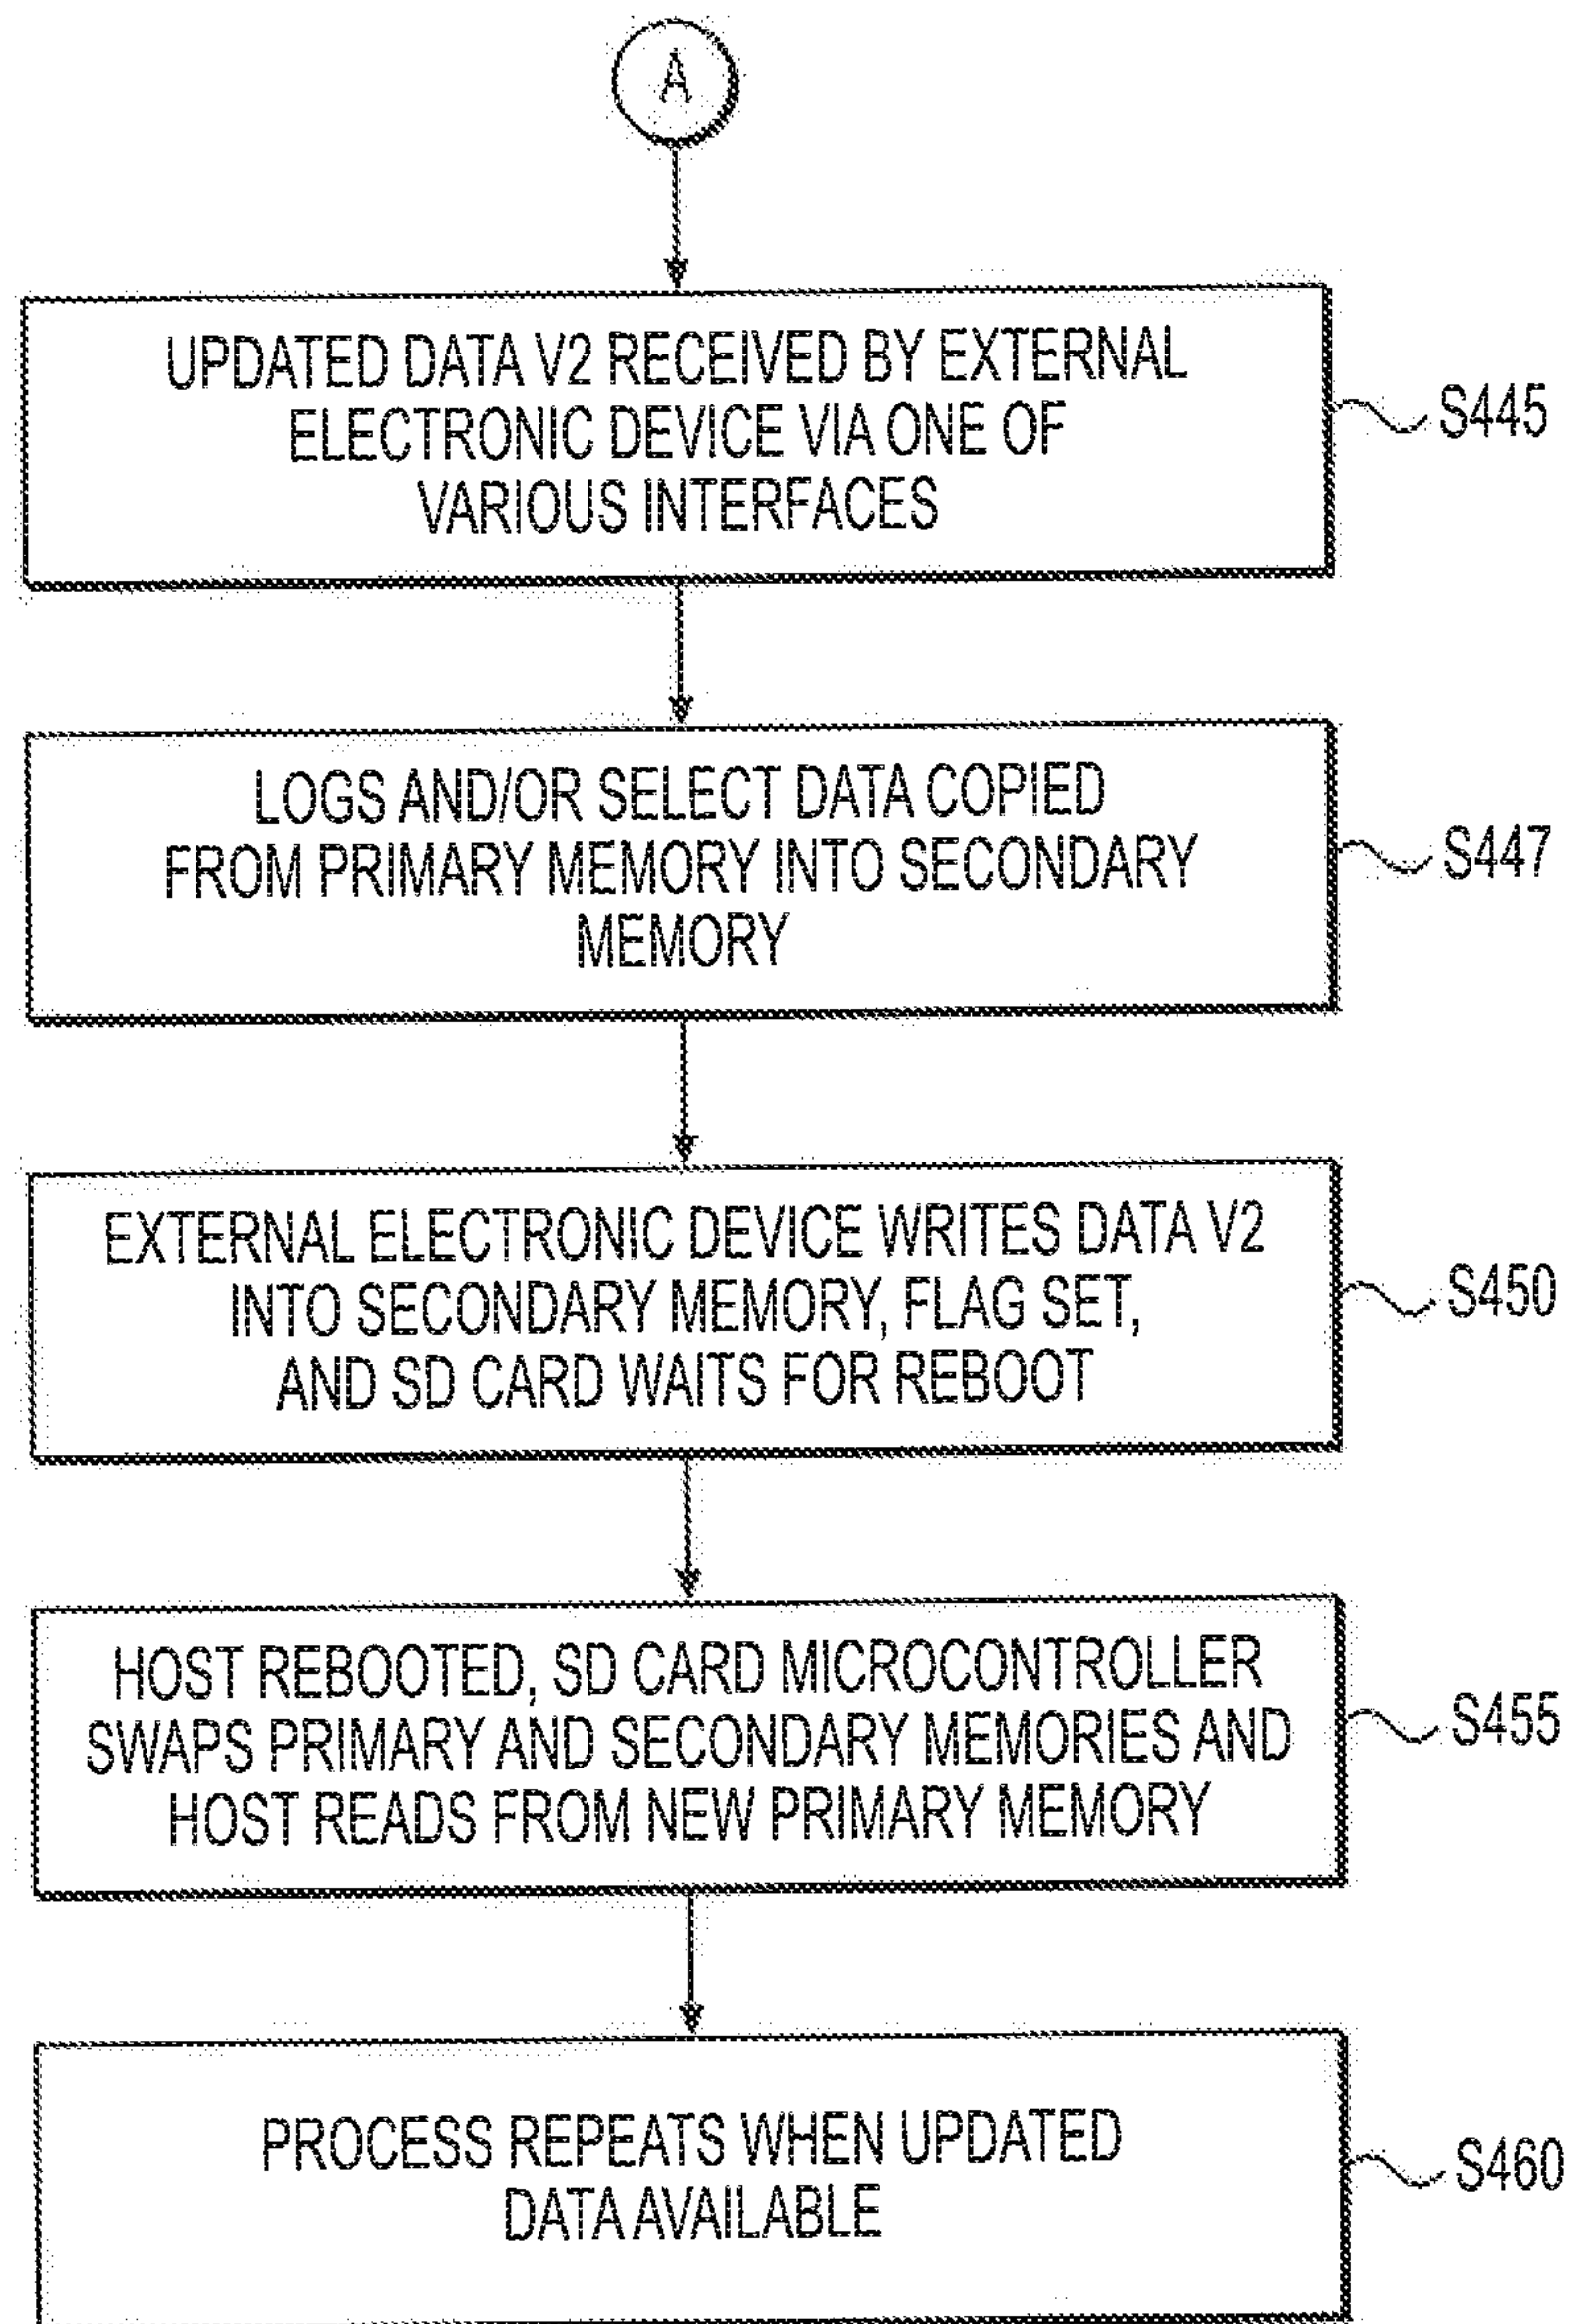 A
UPDATED DATA V2 RECEIVED BY EXTERNAL
ELECTRONIC DEVICE VIA ONE OF
VARIOUS INTERFACES
S445
LOGS AND/OR SELECT DATA COPIED
FROM PRIMARY MEMORY INTO SECONDARY
MEMORY
S447
EXTERNAL ELECTRONIC DEVICE WRITES DATA V2
INTO SECONDARY MEMORY, FLAG SET,
AND SD CARD WAITS FOR REBOOT
S450
HOST REBOOTED, SD CARD MICROCONTROLLER
SWAPS PRIMARY AND SECONDARY MEMORIES AND
HOST READS FROM NEW PRIMARY MEMORY
S455
PROCESS REPEATS WHEN UPDATED
DATA AVAILABLE
S460